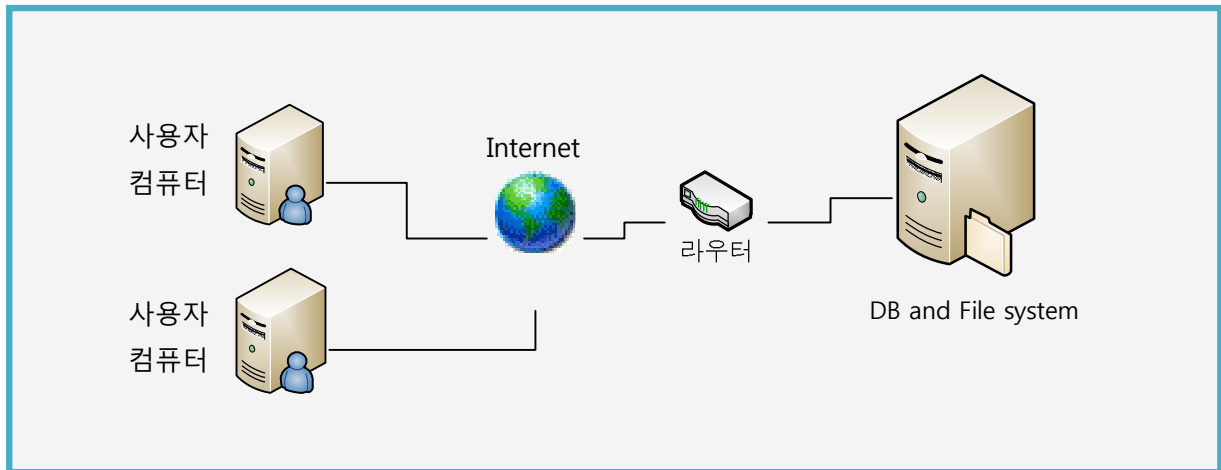 사용자
컴퓨터
Internet
라우터
DB and File system
사용자
컴퓨터